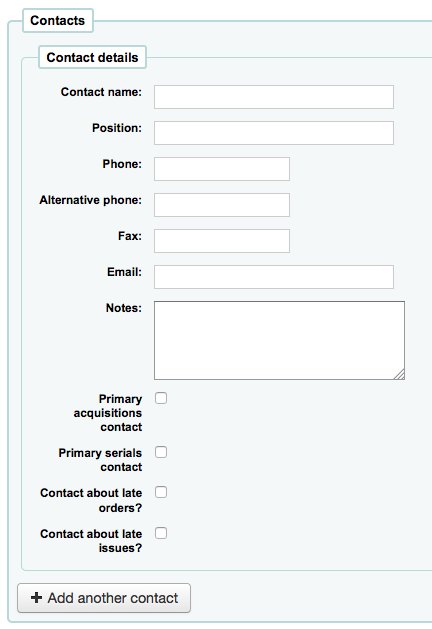 Contacts
Contact details
Contact name:
Position:
Phone:
Alternative phone:
Fax:
Email:
Notes:
Primary
acquisitions
contact
Primary serials
contact
Contact about late
orders?
Contact about late
issues?
+ Add another contact